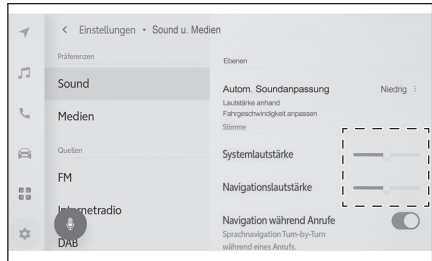 Einstellungen • Sound u. Medien
Präferenzen
Sound
Medien
Quellen
FM
Internetradio
DAB
Ebenen
Autom. Soundanpassung Niedrig
Lautstärke anhand
Fahrgeschwindigkeit anpassen
Stimme
Systemlautstärke
Navigationslautstärke
Navigation während Anrufe
Sprachnavigation Turn-by-Turn
während eines Anrufs.